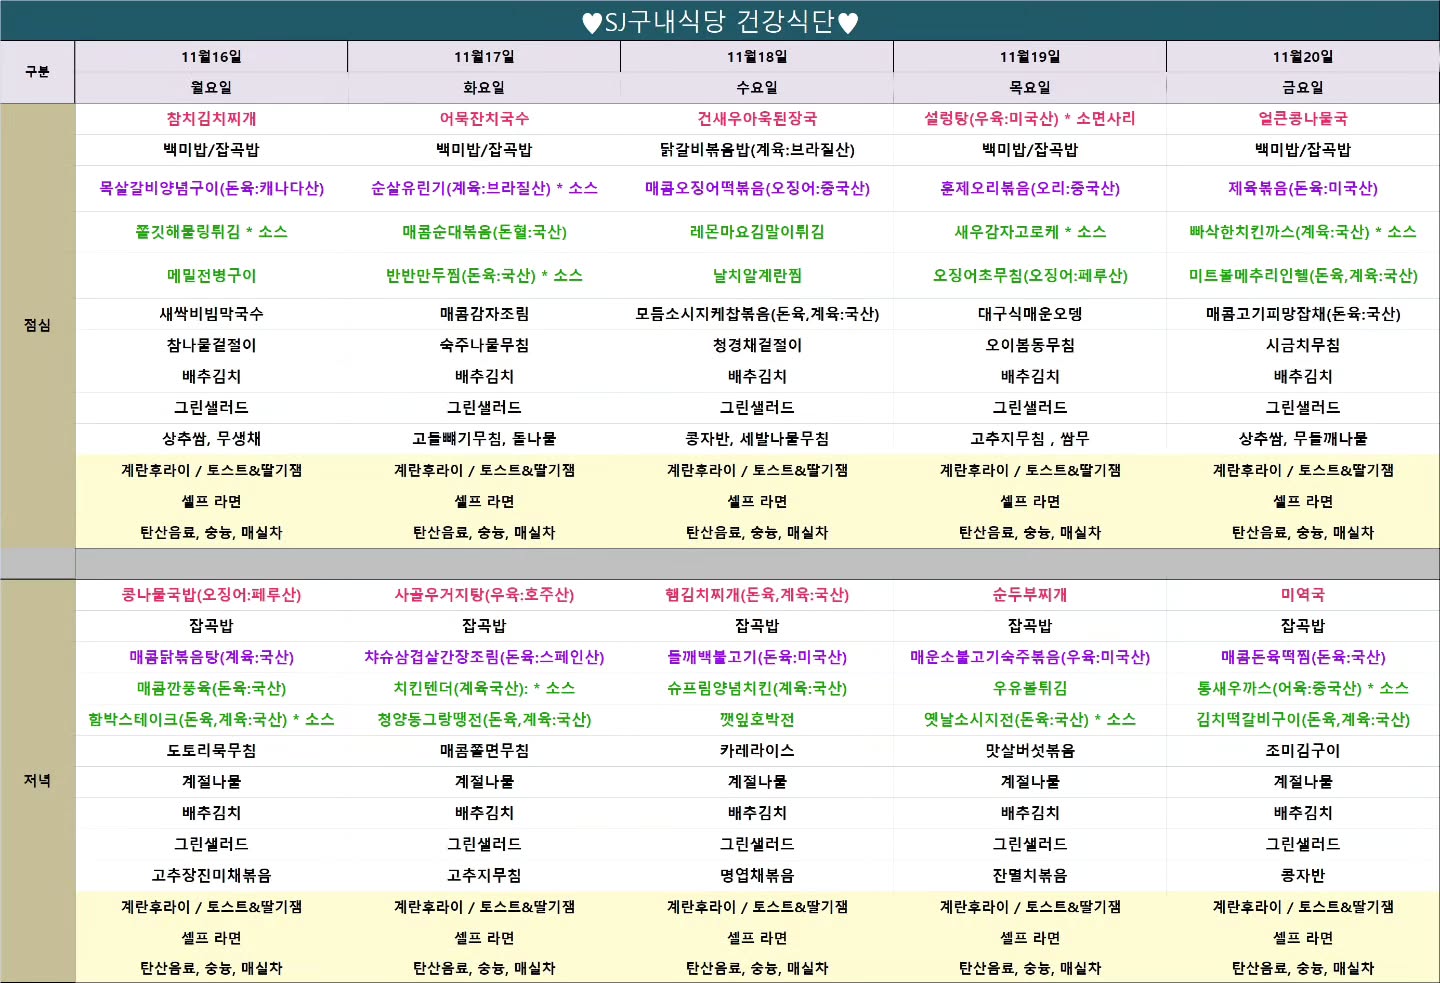 ♥SJ구내식당 건강식단♥
구분 11월16일 11월17일 11월18일 11월19일 11월20일
월요일 화요일 수요일 목요일 금요일
점심
참치김치찌개 어묵잔치국수 건새우아욱된장국 설렁탕(우육:미국산) * 소면사리 얼큰콩나물국
백미밥/잡곡밥 백미밥/잡곡밥 닭갈비볶음밥(계육:브라질산) 백미밥/잡곡밥 백미밥/잡곡밥
목살갈비양념구이(돈육:캐나다산) 순살유린기(계육:브라질산) * 소스 매콤오징어떡볶음(오징어:중국산) 훈제오리볶음(오리:중국산) 제육볶음(돈육:미국산)
쫄깃해물링튀김 * 소스 매콤순대볶음(돈혈:국산) 레몬마요김말이튀김 새우감자고로케 * 소스 빠삭한치킨까스(계육:국산) * 소스
메밀전병구이 반반만두찜(돈육:국산) * 소스 날치알계란찜 오징어초무침(오징어:페루산) 미트볼메추리인헬(돈육,계육:국산)
새싹비빔막국수 매콤감자조림 모듬소시지케찹볶음(돈육,계육:국산) 대구식매운오뎅 매콤고기피망잡채(돈육:국산)
참나물겉절이 숙주나물무침 청경채겉절이 오이봄동무침 시금치무침
배추김치 배추김치 배추김치 배추김치 배추김치
그린샐러드 그린샐러드 그린샐러드 그린샐러드 그린샐러드
상추쌈, 무생채 고들빼기무침, 돌나물 콩자반, 세발나물무침 고추지무침 , 쌈무 상추쌈, 무들깨나물
계란후라이 / 토스트&딸기잼 계란후라이 / 토스트&딸기잼 계란후라이 / 토스트&딸기잼 계란후라이 / 토스트&딸기잼 계란후라이 / 토스트&딸기잼
셀프 라면 셀프 라면 셀프 라면 셀프 라면 셀프 라면
탄산음료, 숭늉, 매실차 탄산음료, 숭늉, 매실차 탄산음료, 숭늉, 매실차 탄산음료, 숭늉, 매실차 탄산음료, 숭늉, 매실차
저녁
콩나물국밥(오징어:페루산) 사골우거지탕(우육:호주산) 햄김치찌개(돈육,계육:국산) 순두부찌개 미역국
잡곡밥 잡곡밥 잡곡밥 잡곡밥 잡곡밥
매콤닭볶음탕(계육:국산) 챠슈삼겹살간장조림(돈육:스페인산) 들깨백불고기(돈육:미국산) 매운소불고기숙주볶음(우육:미국산) 매콤돈육떡찜(돈육:국산)
매콤깐풍육(돈육:국산) 치킨텐더(계육국산): * 소스 슈프림양념치킨(계육:국산) 우유볼튀김 통새우까스(어육:중국산) * 소스
함박스테이크(돈육,계육:국산) * 소스 청양동그랑땡전(돈육,계육:국산) 깻잎호박전 옛날소시지전(돈육:국산) * 소스 김치떡갈비구이(돈육,계육:국산)
도토리묵무침 매콤쫄면무침 카레라이스 맛살버섯볶음 조미김구이
계절나물 계절나물 계절나물 계절나물 계절나물
배추김치 배추김치 배추김치 배추김치 배추김치
그린샐러드 그린샐러드 그린샐러드 그린샐러드 그린샐러드
고추장진미채볶음 고추지무침 명엽채볶음 잔멸치볶음 콩자반
계란후라이 / 토스트&딸기잼 계란후라이 / 토스트&딸기잼 계란후라이 / 토스트&딸기잼 계란후라이 / 토스트&딸기잼 계란후라이 / 토스트&딸기잼
셀프 라면 셀프 라면 셀프 라면 셀프 라면 셀프 라면
탄산음료, 숭늉, 매실차 탄산음료, 숭늉, 매실차 탄산음료, 숭늉, 매실차 탄산음료, 숭늉, 매실차 탄산음료, 숭늉, 매실차